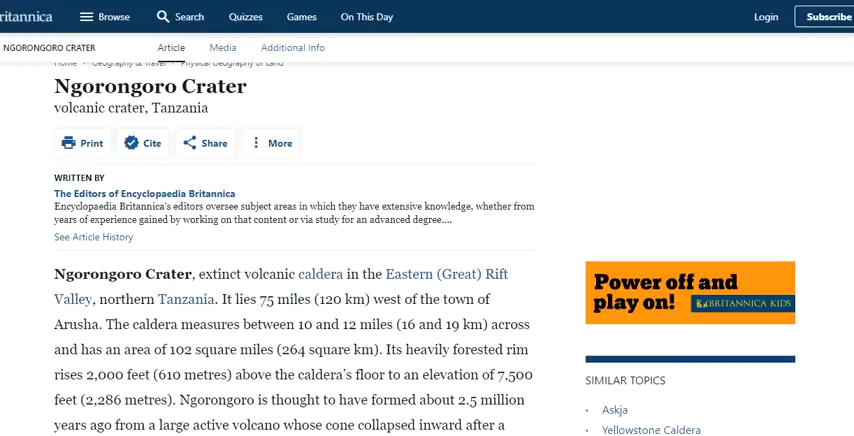 ritannica Browse Search Quizzes Games On This Day Login Subscribe
NGORONGORO CRATER Article Media Additional Info
Home Geography & Travel Physical Geography of Land
Ngorongoro Crater
volcanic crater, Tanzania
Print Cite Share More
WRITTEN BY
The Editors of Encyclopaedia Britannica
Encyclopaedia Britannica's editors oversee subject areas in which they have extensive knowledge, whether from
years of experience gained by working on that content or via study for an advanced degree....
See Article History
Ngorongoro Crater, extinct volcanic caldera in the Eastern (Great) Rift
Valley, northern Tanzania. It lies 75 miles (120 km) west of the town of
Arusha. The caldera measures between 10 and 12 miles (16 and 19 km) across
and has an area of 102 square miles (264 square km). Its heavily forested rim
rises 2,000 feet (610 metres) above the caldera's floor to an elevation of 7,500
feet (2,286 metres). Ngorongoro is thought to have formed about 2.5 million
years ago from a large active volcano whose cone collapsed inward after a
Power off and
play on! BRITANNICA KIDS
SIMILAR TOPICS
• Askja
• Yellowstone Caldera